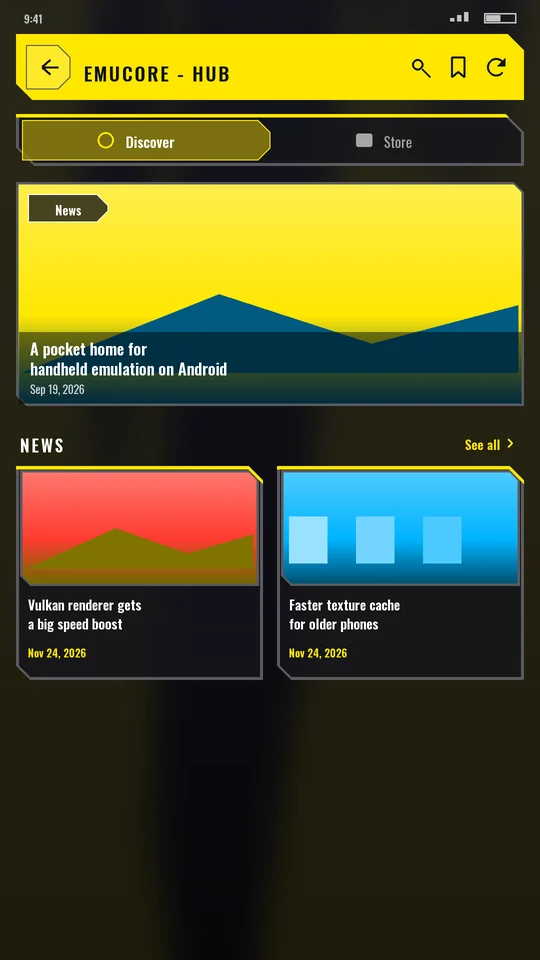 9:41
EMUCORE - HUB
Discover
Store
News
A pocket home for
handheld emulation on Android
Sep 19, 2026
NEWS
See all
Vulkan renderer gets
a big speed boost
Nov 24, 2026
Faster texture cache
for older phones
Nov 24, 2026